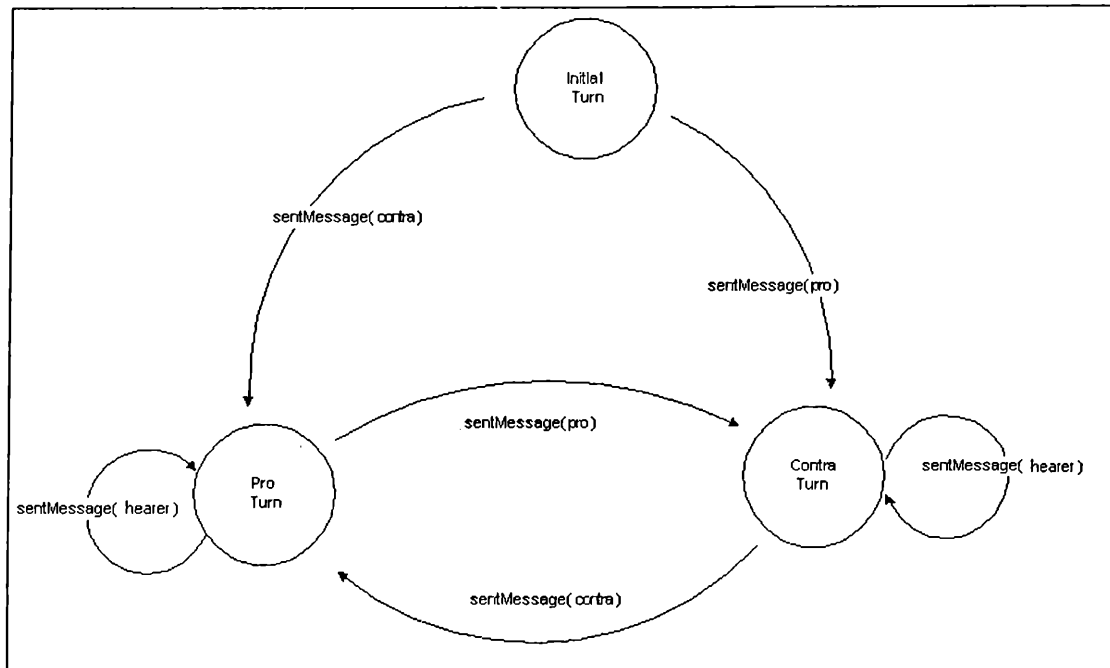 Initial
Turn
sentMessage( contra)
sentMessage(pro)
sentMessage(pro)
Pro
Turn
Contra
Turn
sentMessage( hearer)
sentMessage( hearer)
sentMessage( contra)